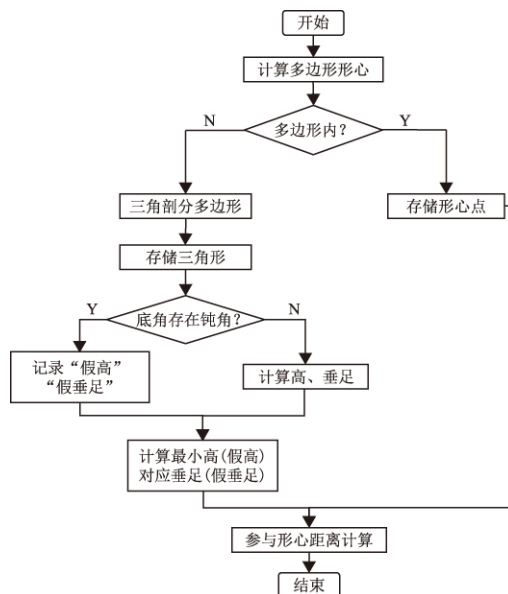 开始
计算多边形形心
多边形内?
N
Y
三角剖分多边形
存储形心点
存储三角形
底角存在钝角?
Y
N
记录“假高”
“假垂足”
计算高、垂足
计算最小高(假高)
对应垂足(假垂足)
参与形心距离计算
结束